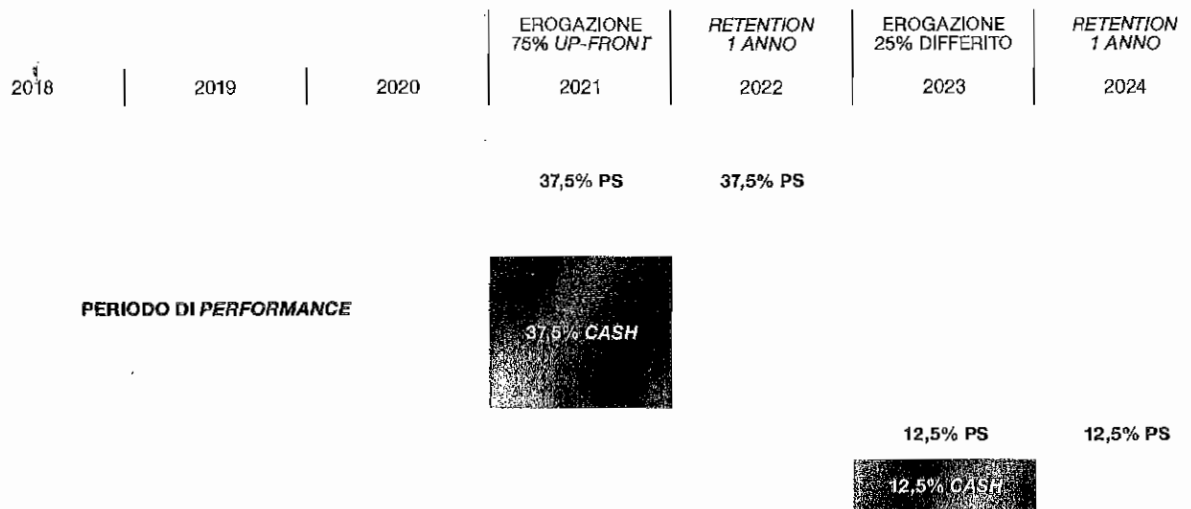 EROGAZIONE
75% UP-FRONT
RETENTION
1 ANNO
EROGAZIONE
25% DIFFERITO
RETENTION
1 ANNO
2018 2019 2020 2021 2022 2023 2024
37,5% PS 37,5% PS
PERIODO DI PERFORMANCE
37,5% CASH
12,5% PS 12,5% PS
12,5% CASH